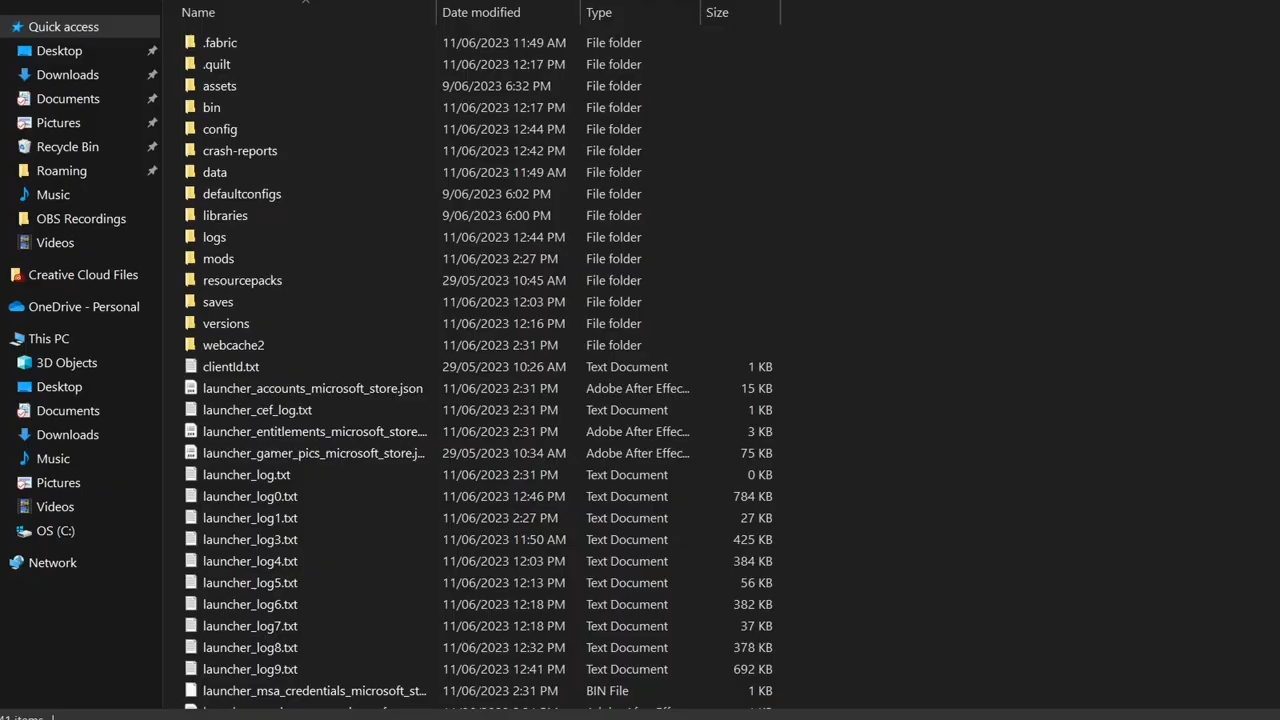 Name Date modified Type Size
Quick access
Desktop
Downloads
Documents
Pictures
Recycle Bin
Roaming
Music
OBS Recordings
Videos
Creative Cloud Files
OneDrive - Personal
This PC
3D Objects
Desktop
Documents
Downloads
Music
Pictures
Videos
OS (C:)
Network
.fabric 11/06/2023 11:49 AM File folder
.quilt 11/06/2023 12:17 PM File folder
assets 9/06/2023 6:32 PM File folder
bin 11/06/2023 12:17 PM File folder
config 11/06/2023 12:44 PM File folder
crash-reports 11/06/2023 12:42 PM File folder
data 11/06/2023 11:49 AM File folder
defaultconfigs 9/06/2023 6:02 PM File folder
libraries 9/06/2023 6:00 PM File folder
logs 11/06/2023 12:44 PM File folder
mods 11/06/2023 2:27 PM File folder
resourcepacks 29/05/2023 10:45 AM File folder
saves 11/06/2023 12:03 PM File folder
versions 11/06/2023 12:16 PM File folder
webcache2 11/06/2023 2:31 PM File folder
clientId.txt 29/05/2023 10:26 AM Text Document 1 KB
launcher_accounts_microsoft_store.json 11/06/2023 2:31 PM Adobe After Effec... 15 KB
launcher_cef_log.txt 11/06/2023 2:31 PM Text Document 1 KB
launcher_entitlements_microsoft_store.... 11/06/2023 2:31 PM Adobe After Effec... 3 KB
launcher_gamer_pics_microsoft_store.j... 29/05/2023 10:34 AM Adobe After Effec... 75 KB
launcher_log.txt 11/06/2023 2:31 PM Text Document 0 KB
launcher_log0.txt 11/06/2023 12:46 PM Text Document 784 KB
launcher_log1.txt 11/06/2023 2:27 PM Text Document 27 KB
launcher_log3.txt 11/06/2023 11:50 AM Text Document 425 KB
launcher_log4.txt 11/06/2023 12:08 PM Text Document 384 KB
launcher_log5.txt 11/06/2023 12:13 PM Text Document 56 KB
launcher_log6.txt 11/06/2023 12:18 PM Text Document 382 KB
launcher_log7.txt 11/06/2023 12:18 PM Text Document 37 KB
launcher_log8.txt 11/06/2023 12:32 PM Text Document 378 KB
launcher_log9.txt 11/06/2023 12:41 PM Text Document 692 KB
launcher_msa_credentials_microsoft_st... 11/06/2023 2:31 PM BIN File 1 KB
41 items